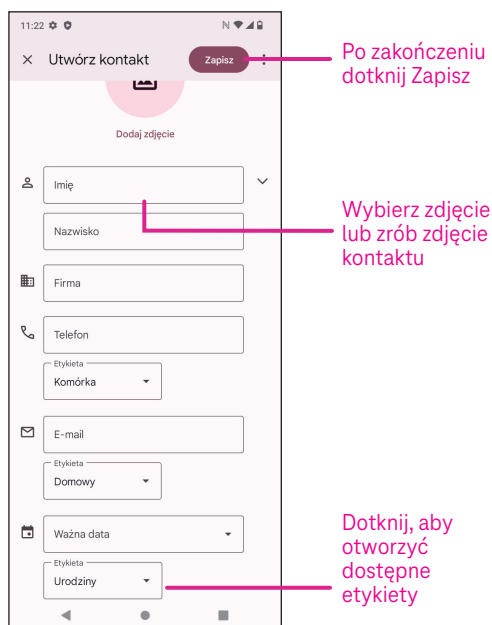 11:22
Utwórz kontakt
Zapisz
Po zakończeniu
dotknij Zapisz
Dodaj zdjęcie
Imię
Nazwisko
Wybierz zdjęcie
lub zrób zdjęcie
kontaktu
Firma
Telefon
Etykieta
Komórka
E-mail
Etykieta
Domowy
Ważna data
Etykieta
Urodziny
Dotknij, aby
otworzyć
dostępne
etykiety